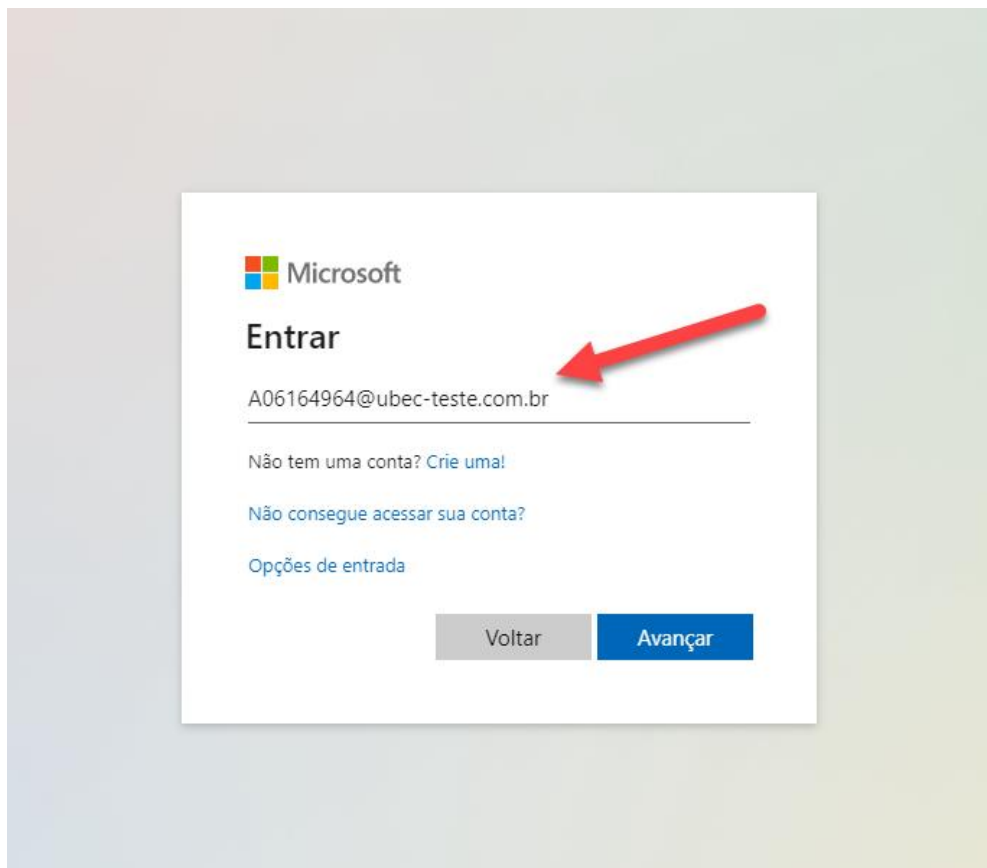 Microsoft
Entrar
A06164964@ubec-teste.com.br
Não tem uma conta? Crie uma!
Não consegue acessar sua conta?
Opções de entrada
Voltar Avançar